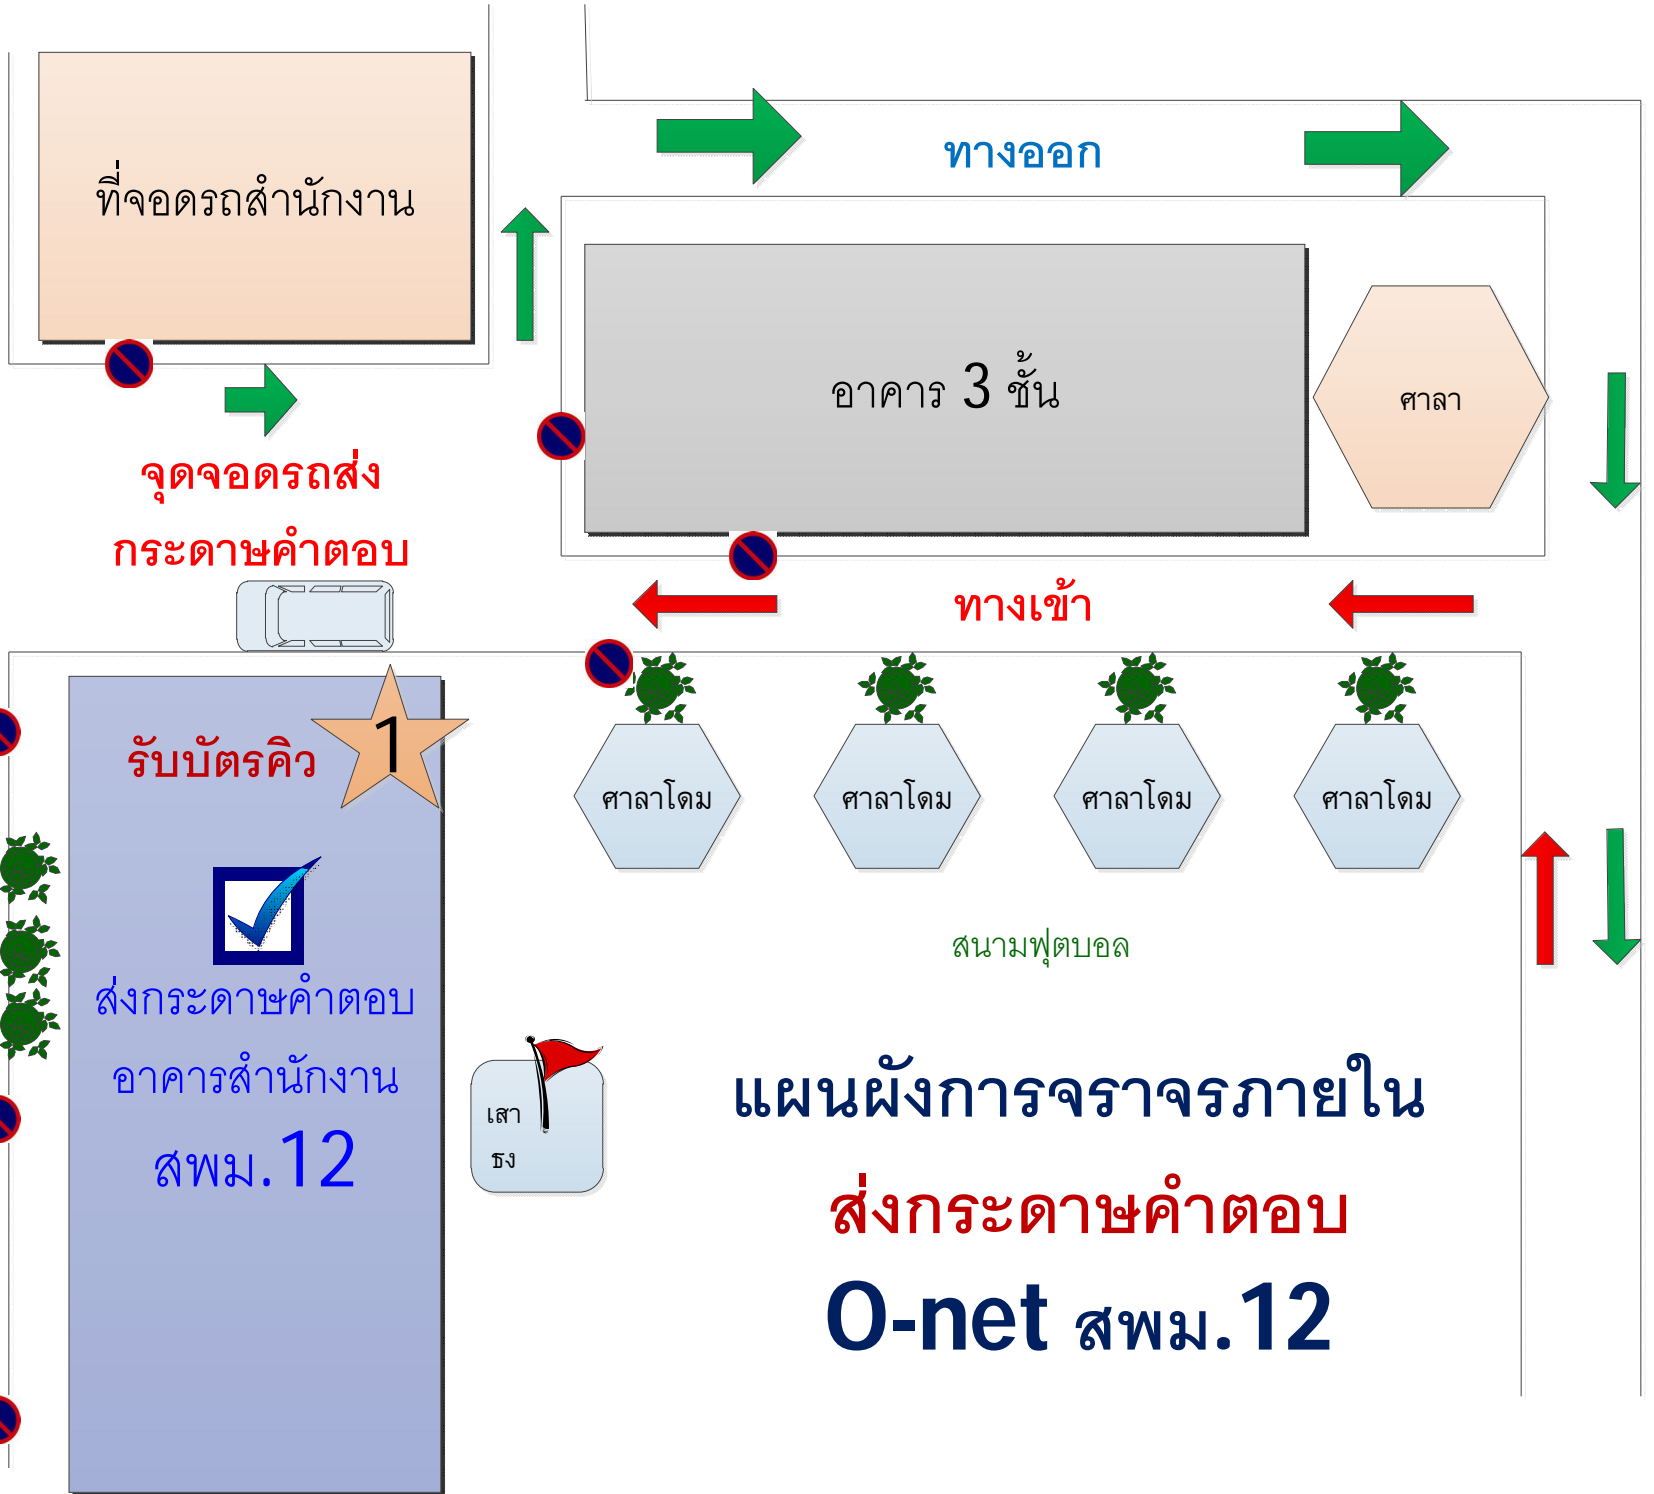 ทางออก
ที่จอดรถสำนักงาน
อาคาร 3 ชั้น
ศาลา
จุดจอดรถส่ง
กระดาษคำตอบ
ทางเข้า
รับบัตรคิว
1
ศาลาโดม
ศาลาโดม
ศาลาโดม
ศาลาโดม
สนามฟุตบอล
ส่งกระดาษคำตอบ
อาคารสำนักงาน
สพม.12
เสา
ธง
แผนผังการจราจรภายใน
ส่งกระดาษคำตอบ
O-net สพม.12